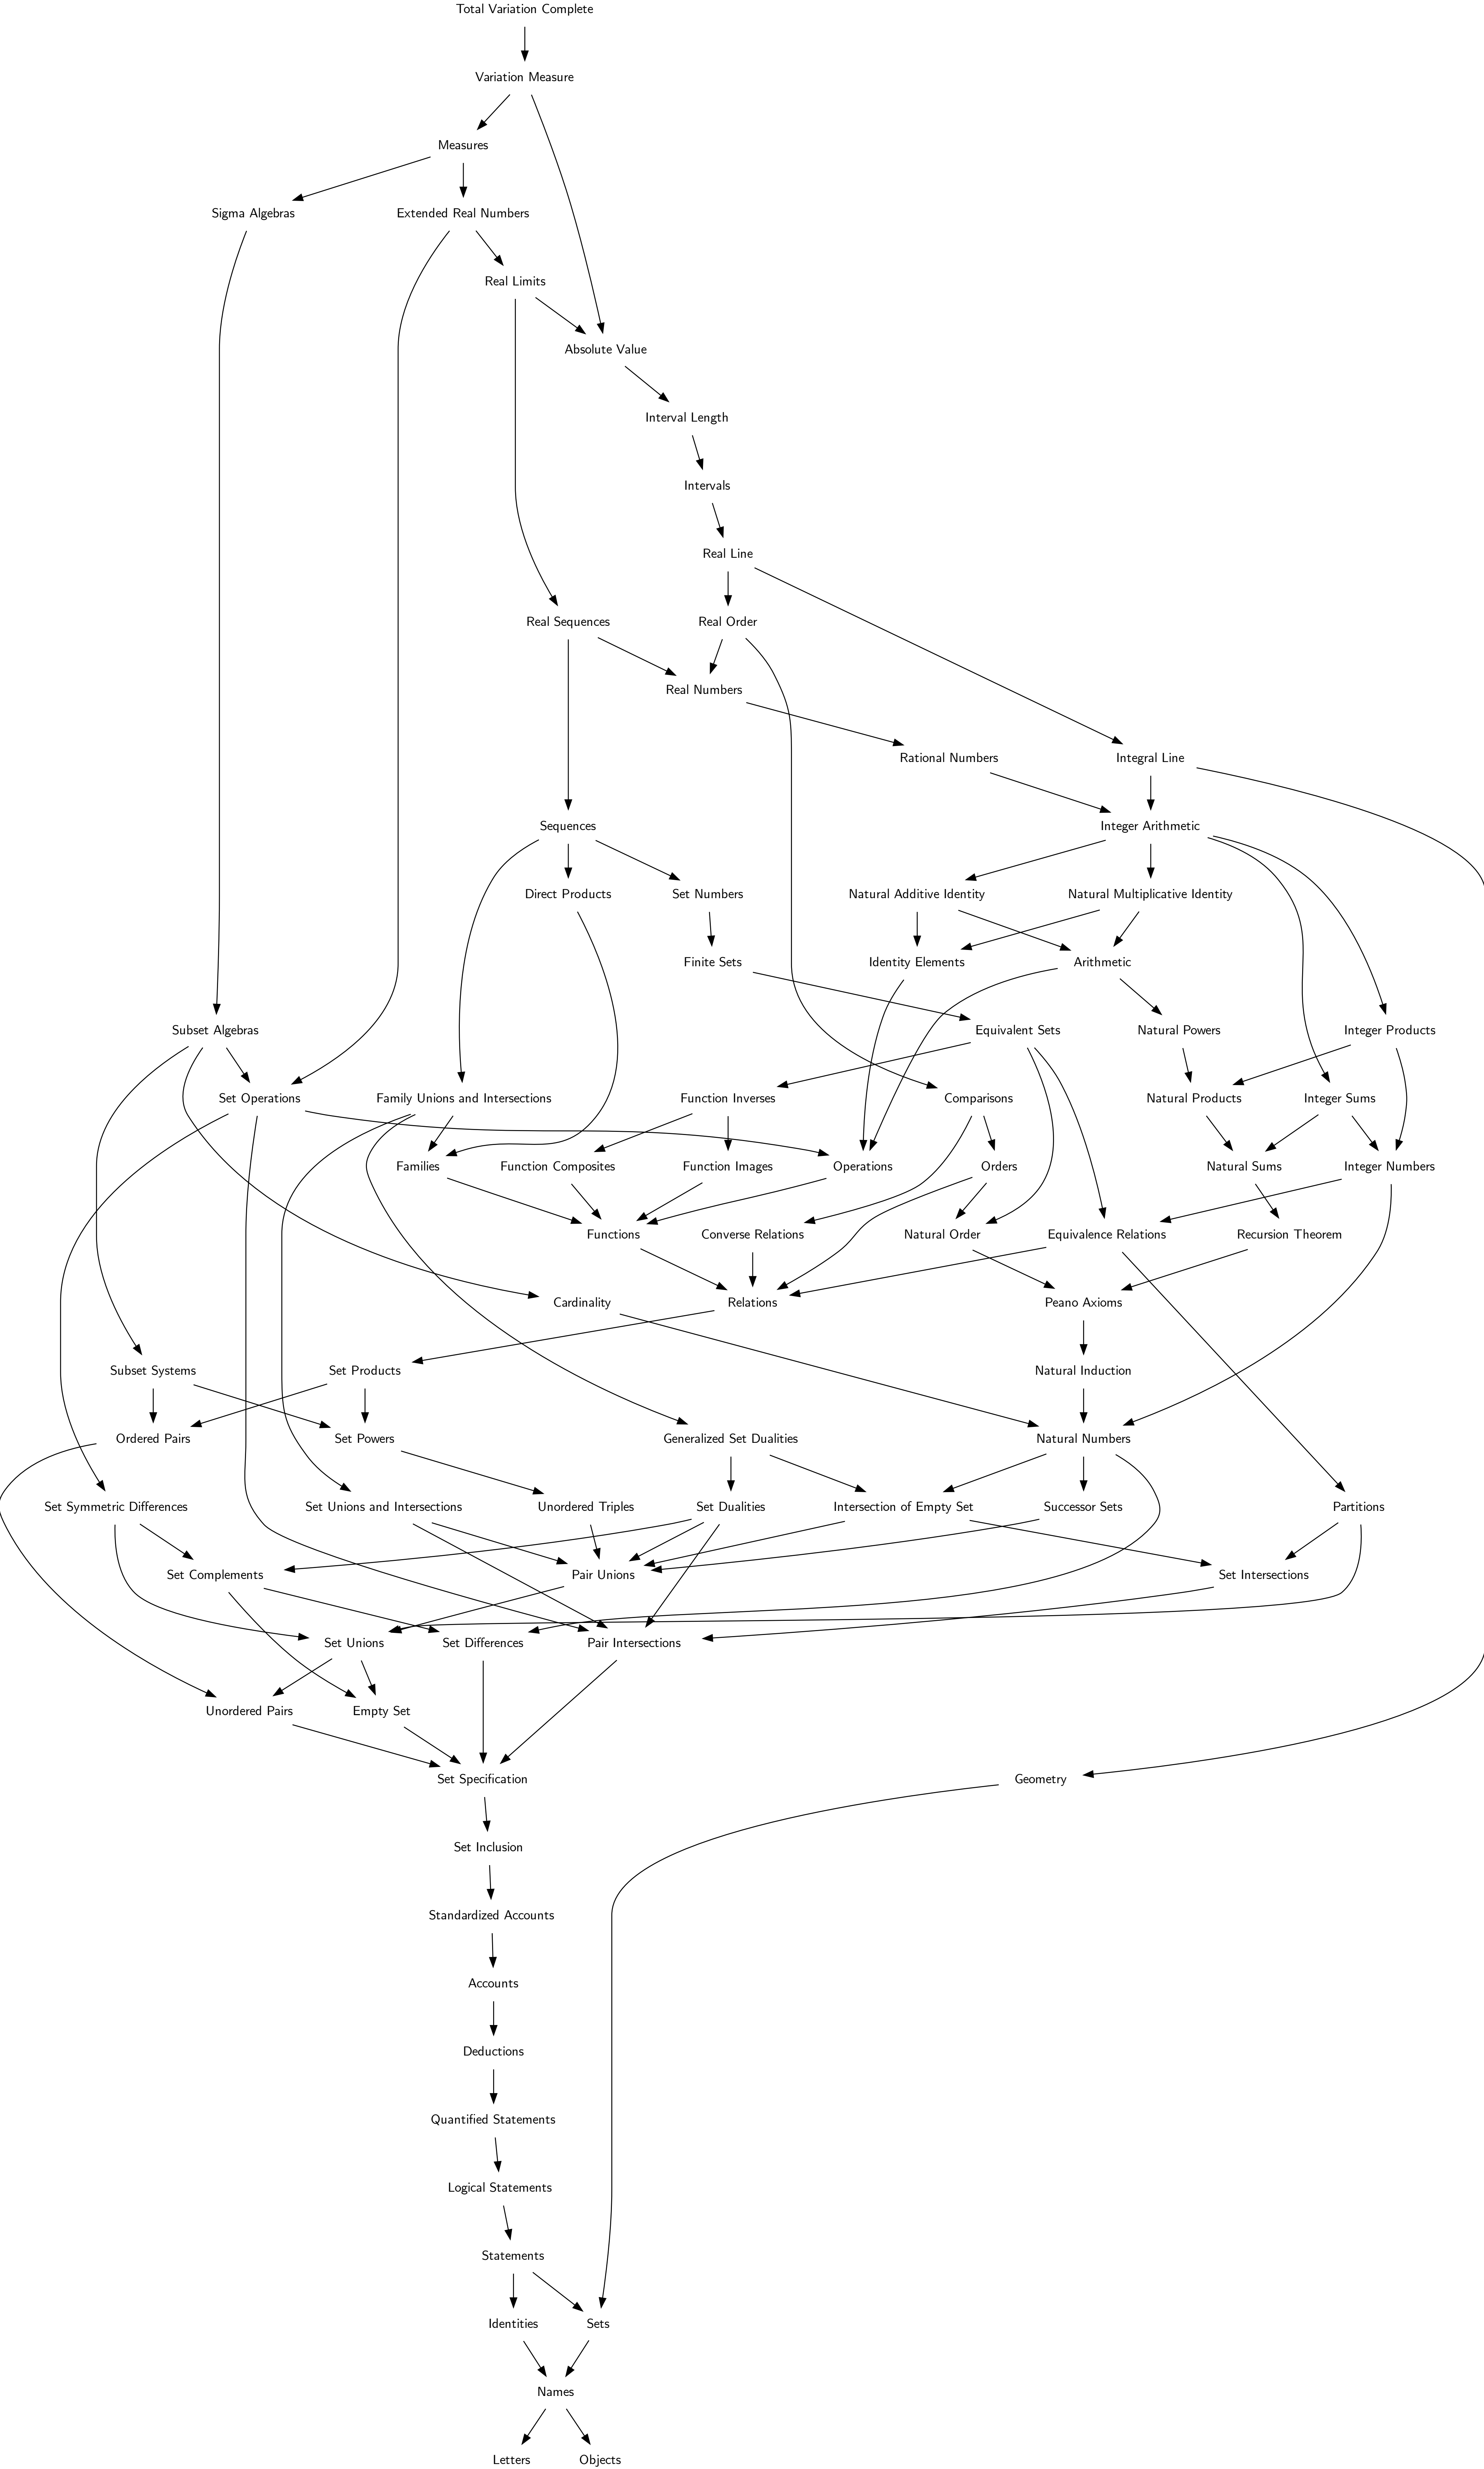 Total Variation Complete
Variation Measure
Measures
Sigma Algebras
Extended Real Numbers
Real Limits
Absolute Value
Interval Length
Intervals
Real Line
Real Sequences
Real Order
Real Numbers
Rational Numbers
Integral Line
Sequences
Integer Arithmetic
Direct Products
Set Numbers
Natural Additive Identity
Natural Multiplicative Identity
Finite Sets
Identity Elements
Arithmetic
Subset Algebras
Equivalent Sets
Natural Powers
Integer Products
Set Operations
Family Unions and Intersections
Function Inverses
Comparisons
Natural Products
Integer Sums
Families
Function Composites
Function Images
Operations
Orders
Natural Sums
Integer Numbers
Functions
Converse Relations
Natural Order
Equivalence Relations
Recursion Theorem
Cardinality
Relations
Peano Axioms
Subset Systems
Set Products
Natural Induction
Ordered Pairs
Set Powers
Generalized Set Dualities
Natural Numbers
Set Symmetric Differences
Set Unions and Intersections
Unordered Triples
Set Dualities
Intersection of Empty Set
Successor Sets
Partitions
Set Complements
Pair Unions
Set Intersections
Set Unions
Set Differences
Pair Intersections
Unordered Pairs
Empty Set
Set Specification
Geometry
Set Inclusion
Standardized Accounts
Accounts
Deductions
Quantified Statements
Logical Statements
Statements
Identities
Sets
Names
Letters
Objects